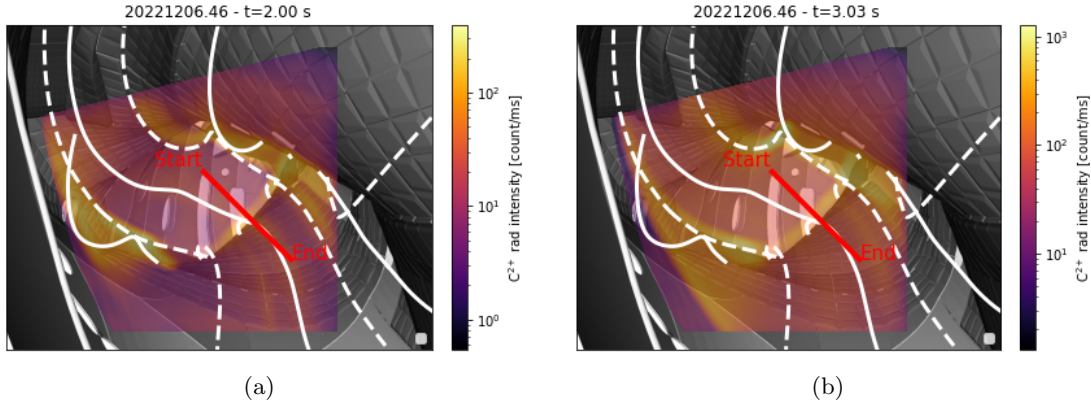 20221206.46 - t=2.00 s
Start
End
10²
10¹
10⁰
C²⁺ rad intensity [count/ms]
(a)
20221206.46 - t=3.03 s
Start
End
10³
10²
10¹
C²⁺ rad intensity [count/ms]
(b)